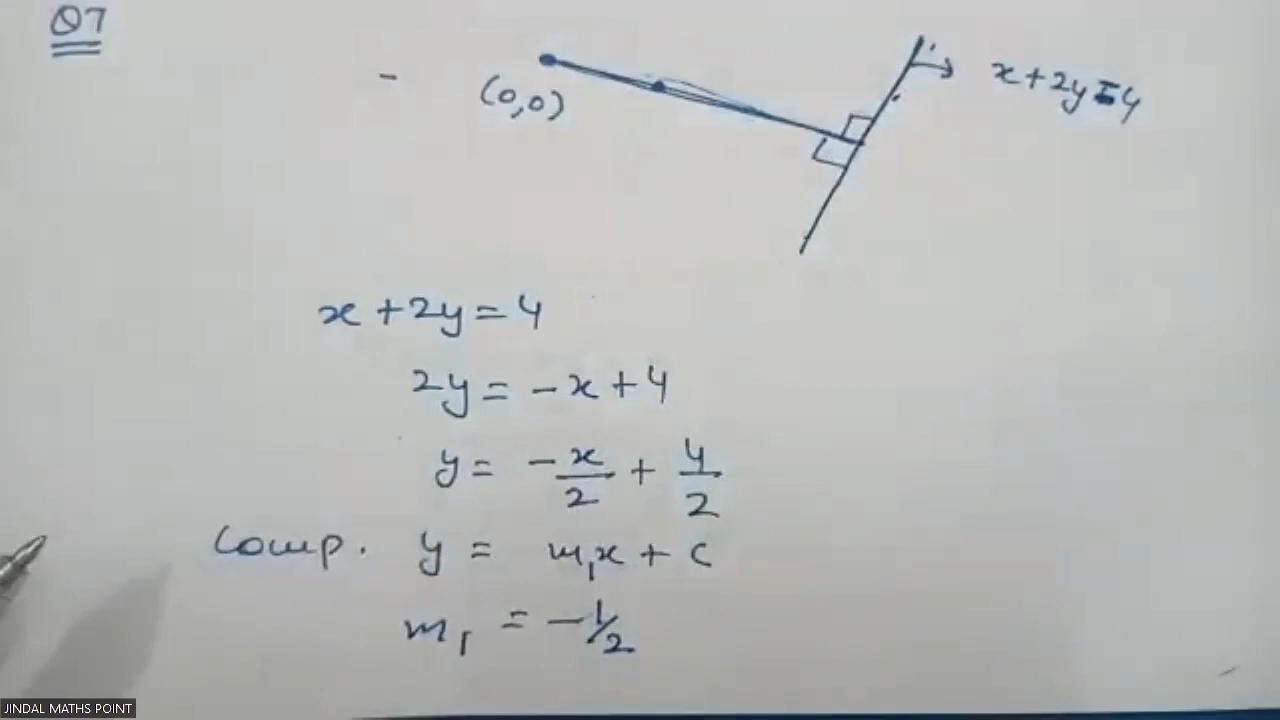 Q7
(0,0)
x+2y=4
x+2y=4
2y=-x+4
y= -x/2 + 4/2
Comp. y = m₁x + c
m₁ = -1/2
JINDAL MATHS POINT